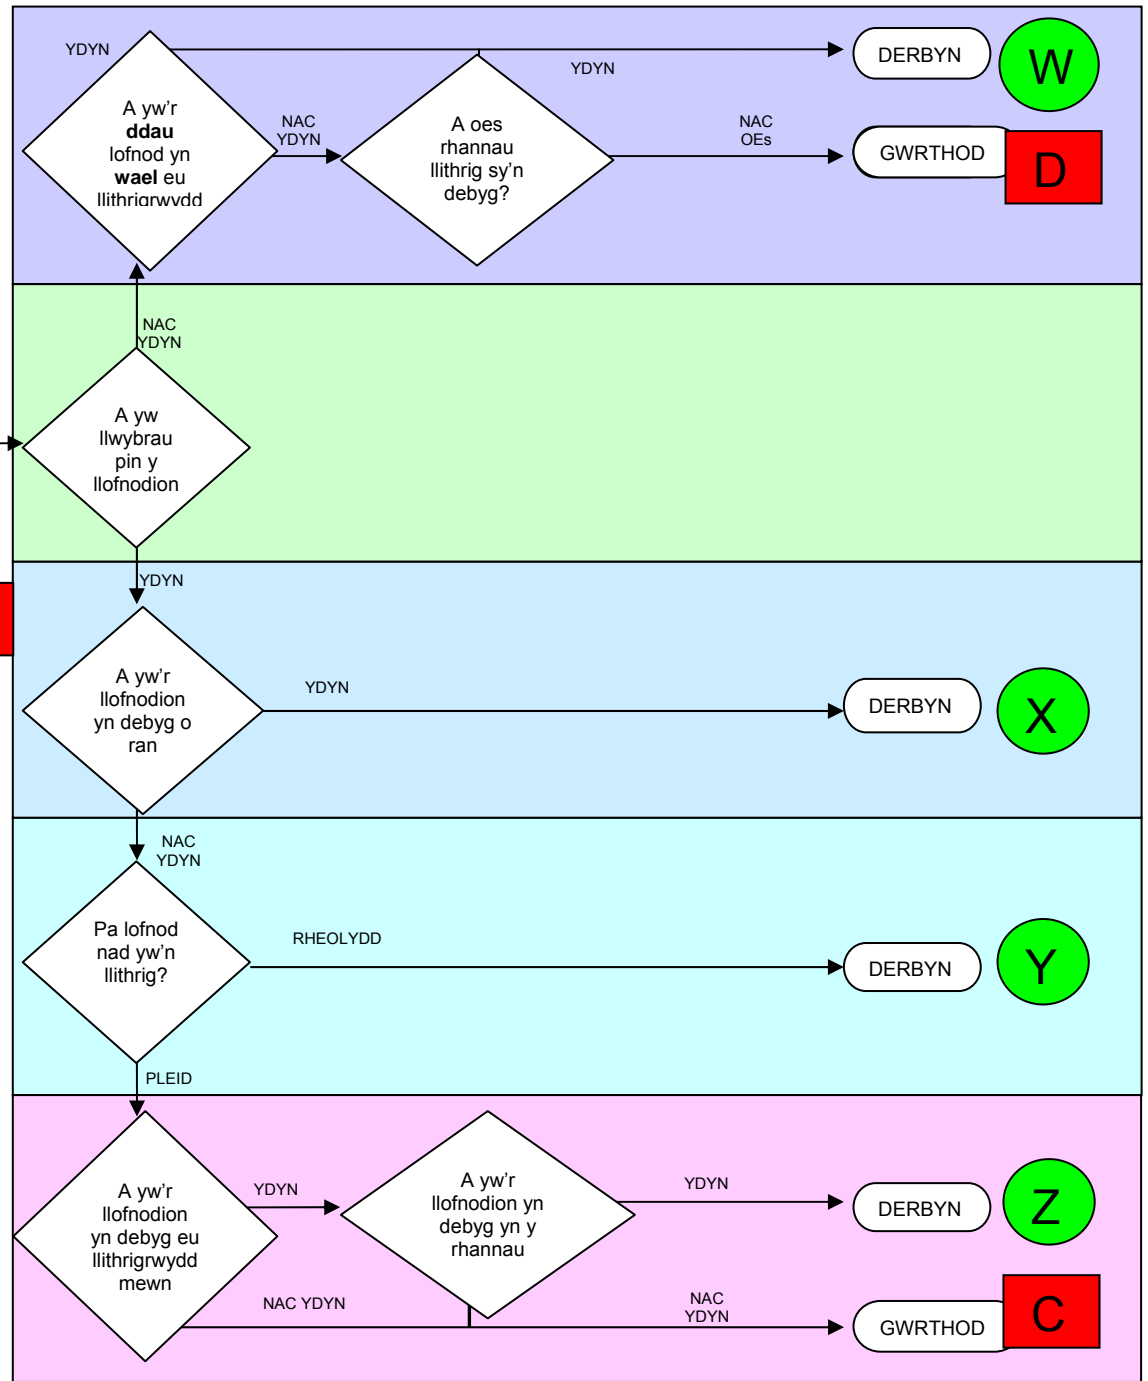 YDYN
A yw'r
ddau
lofnod yn
wael eu
llithrigrwydd
NAC
YDYN
A oes
rhannau
llithrig sy'n
debyg?
YDYN
DERBYN
W
NAC
OEs
GWRTHOD
D
NAC
YDYN
A yw
llwybrau
pin y
llofnodion
YDYN
A yw'r
llofnodion
yn debyg o
ran
YDYN
DERBYN
X
NAC
YDYN
Pa lofnod
nad yw'n
llithrig?
RHEOLYDD
DERBYN
Y
PLEID
A yw'r
llofnodion
yn debyg eu
llithrigrwydd
mewn
YDYN
A yw'r
llofnodion yn
debyg yn y
rhannau
YDYN
DERBYN
Z
NAC YDYN
NAC
YDYN
GWRTHOD
C